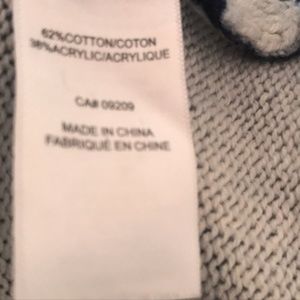 62%COTTON/COTON
38%ACRYLIC/ACRYLIQUE
CA# 09209
MADE IN CHINA
FABRIQUÉ EN CHINE